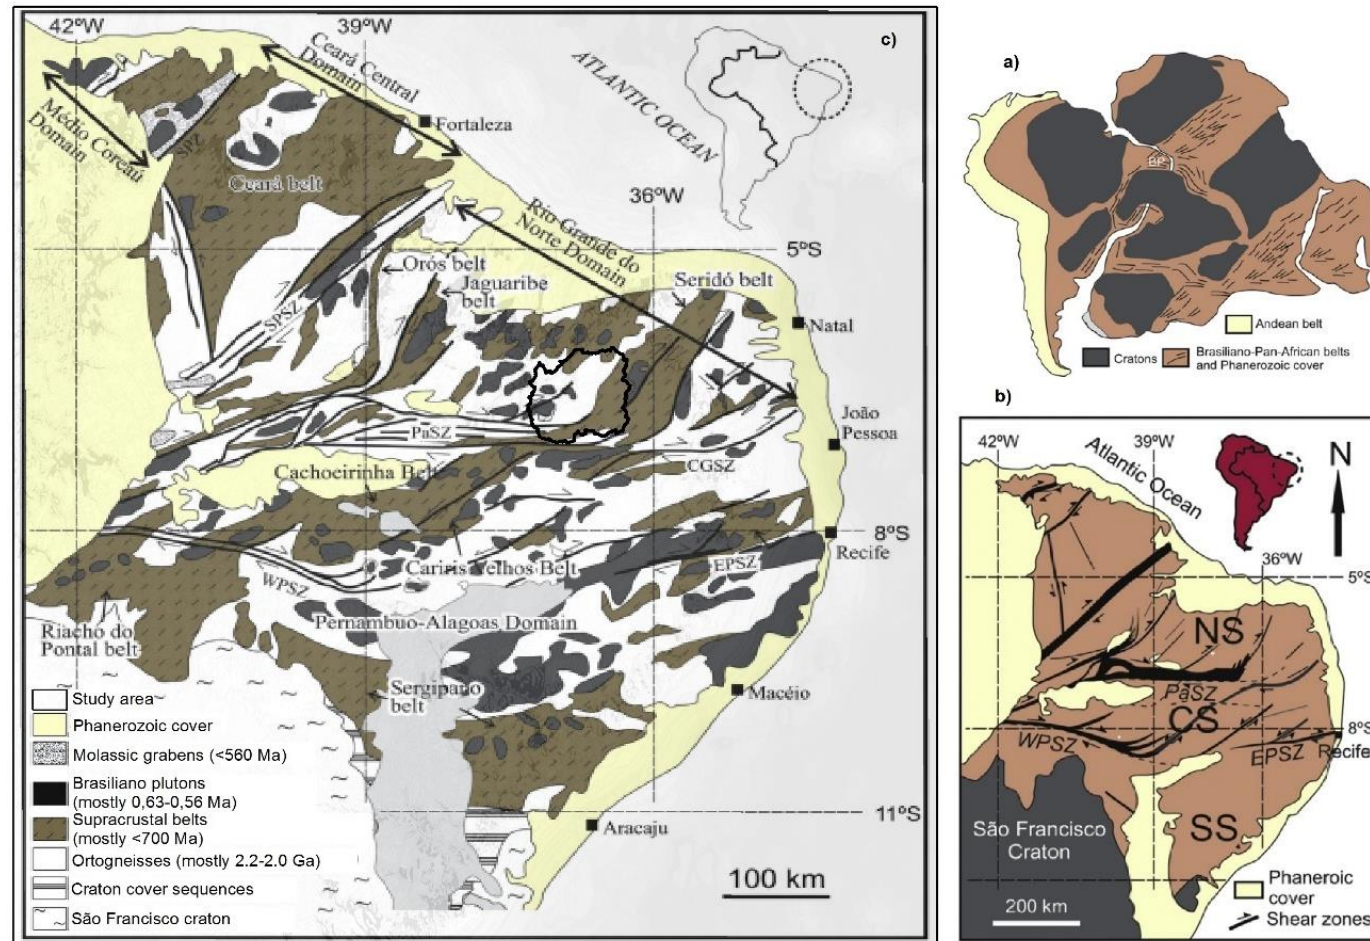 42ºW
39ºW
c)
Ceará Central
Domain
ATLANTIC OCEAN
Médio Coreaú
Domain
SPZ
Fortaleza
Ceará belt
36ºW
Rio Grande do
Norte Domain
5ºS
Orós belt
Jaguaribe
belt
Seridó belt
SPSZ
Natal
João
Pessoa
PaSZ
CGSZ
Cachoeirinha Belt
8ºS
Recife
EPSZ
WPSZ
Cariris Velhos Belt
Pernambuo-Alagoas Domain
Riacho do
Pontal belt
Sergipano
belt
Macéio
11ºS
Aracaju
100 km
Study area
Phanerozoic cover
Molassic grabens (<560 Ma)
Brasiliano plutons
(mostly 0,63-0,56 Ma)
Supracrustal belts
(mostly <700 Ma)
Ortogneisses (mostly 2.2-2.0 Ga)
Craton cover sequences
São Francisco craton
a)
BP
Andean belt
Cratons
Brasiliano-Pan-African belts
and Phanerozoic cover
b)
42ºW
39ºW
Atlantic Ocean
N
36ºW
5ºS
NS
PaSZ
CS
8ºS
WPSZ
EPSZ
Recife
SS
São Francisco
Craton
200 km
Phaneroic
cover
Shear zones